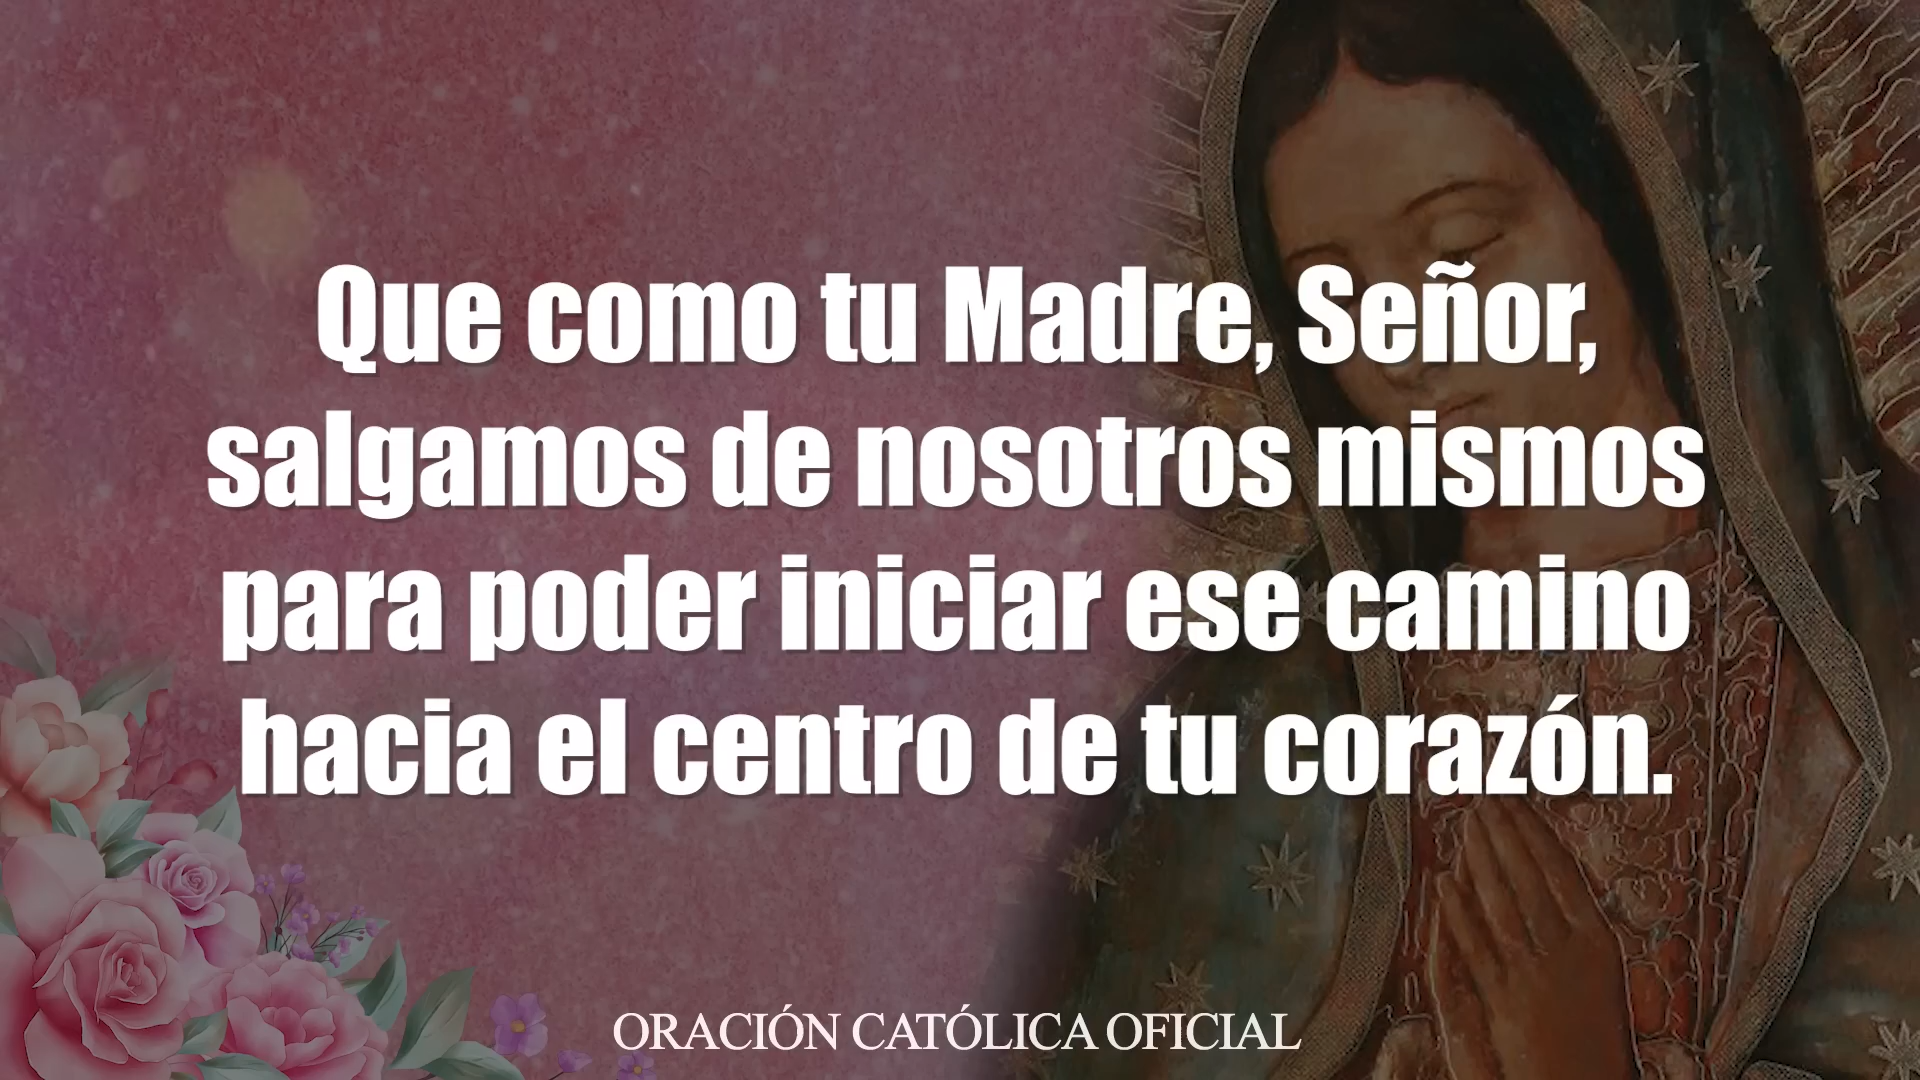 Que como tu Madre, Señor,
salgamos de nosotros mismos
para poder iniciar ese camino
hacia el centro de tu corazón.
ORACIÓN CATÓLICA OFICIAL